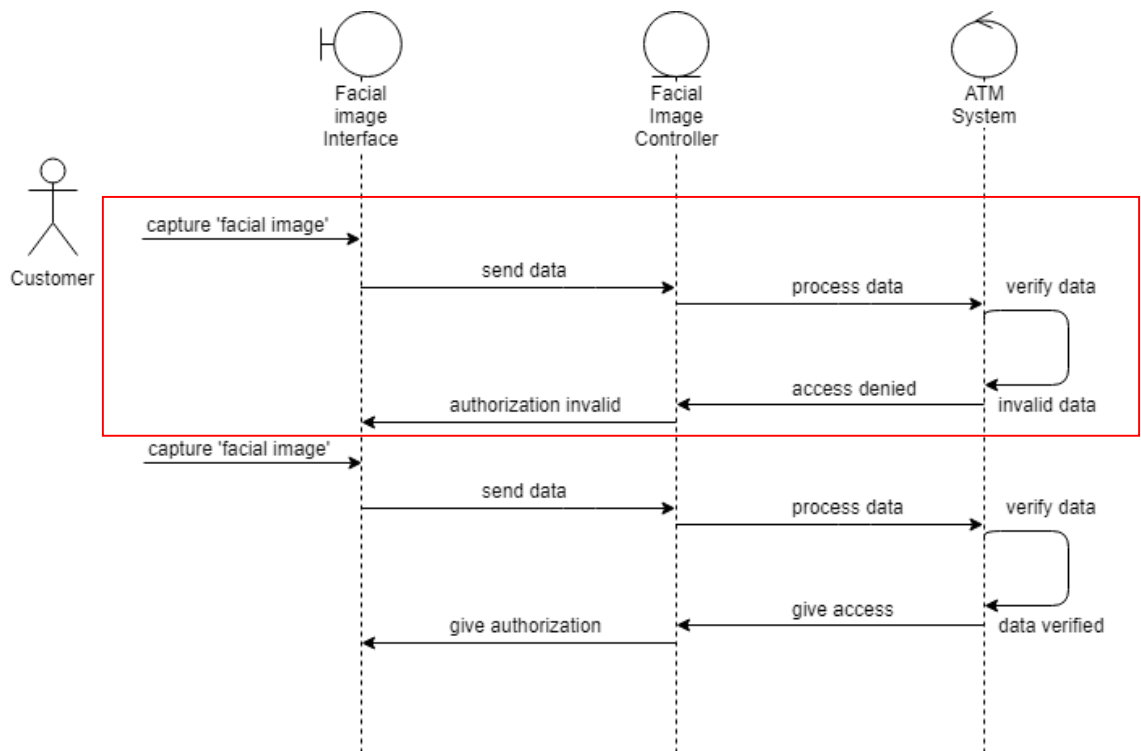 Facial
image
Interface
Facial
Image
Controller
ATM
System
Customer
capture 'facial image'
send data
process data
verify data
access denied
invalid data
authorization invalid
capture 'facial image'
send data
process data
verify data
give access
data verified
give authorization